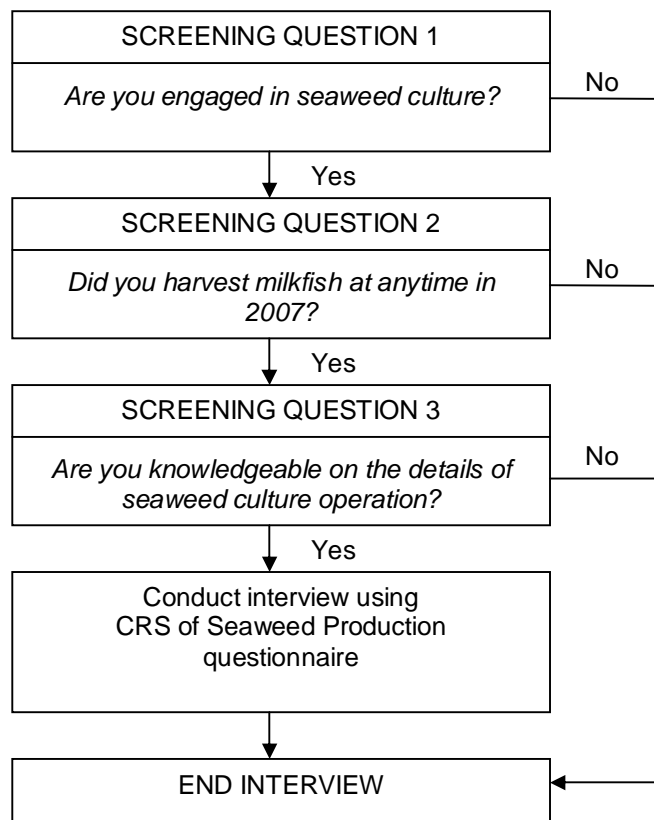 SCREENING QUESTION 1
Are you engaged in seaweed culture?
No
Yes
SCREENING QUESTION 2
Did you harvest milkfish at anytime in
2007?
No
Yes
SCREENING QUESTION 3
Are you knowledgeable on the details of
seaweed culture operation?
No
Yes
Conduct interview using
CRS of Seaweed Production
questionnaire
END INTERVIEW